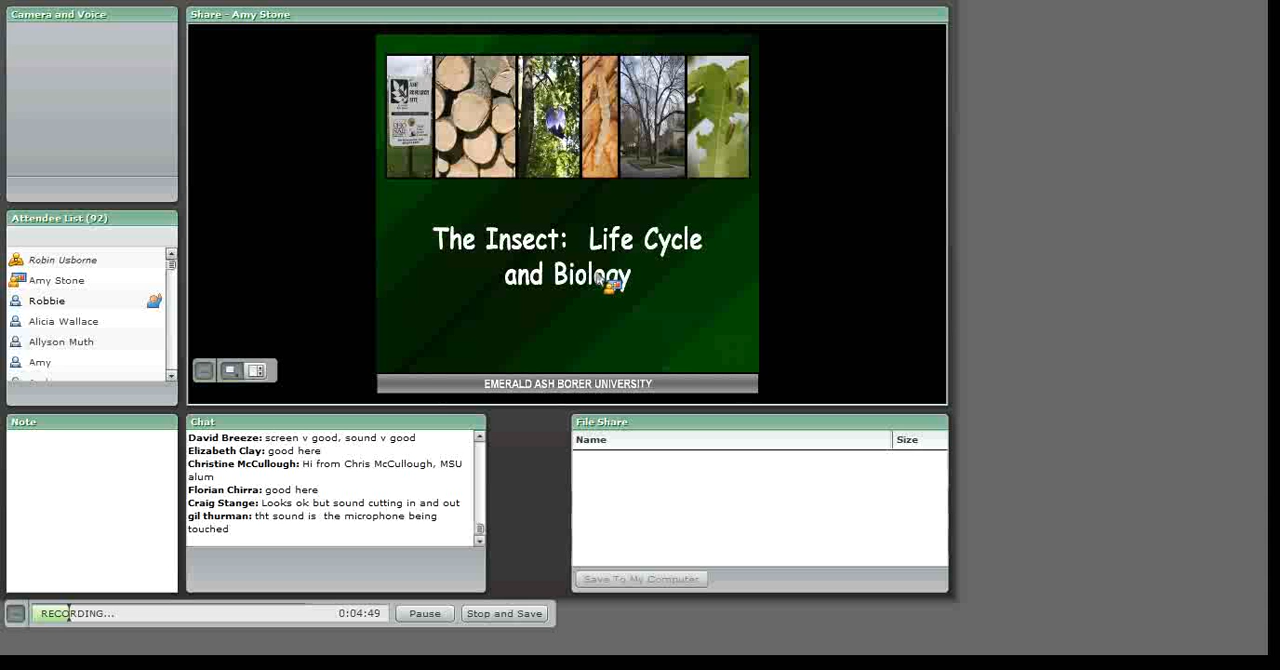 Camera and Voice
Share - Amy Stone
The Insect: Life Cycle
and Biology
EMERALD ASH BORER UNIVERSITY
Attendee List (92)
Robin Usborne
Amy Stone
Robbie
Alicia Wallace
Allyson Muth
Amy
Note
Chat
David Breeze: screen v good, sound v good
Elizabeth Clay: good here
Christine McCullough: Hi from Chris McCullough, MSU
alum
Florian Chirra: good here
Craig Stange: Looks ok but sound cutting in and out
gil thurman: tht sound is the microphone being
touched
File Share
Name Size
Save To My Computer
RECORDING... 0:04:49 Pause Stop and Save